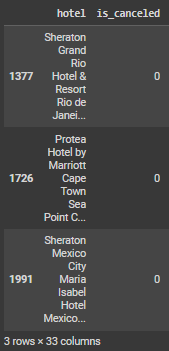 hotel is_canceled
Sheraton
Grand
Rio
1377 Hotel & 0
Resort
Rio de
Janei...
Protea
Hotel by
Marriott
1726 Cape 0
Town
Sea
Point C...
Sheraton
Mexico
City
1991 Maria 0
Isabel
Hotel
Mexico...
3 rows × 33 columns